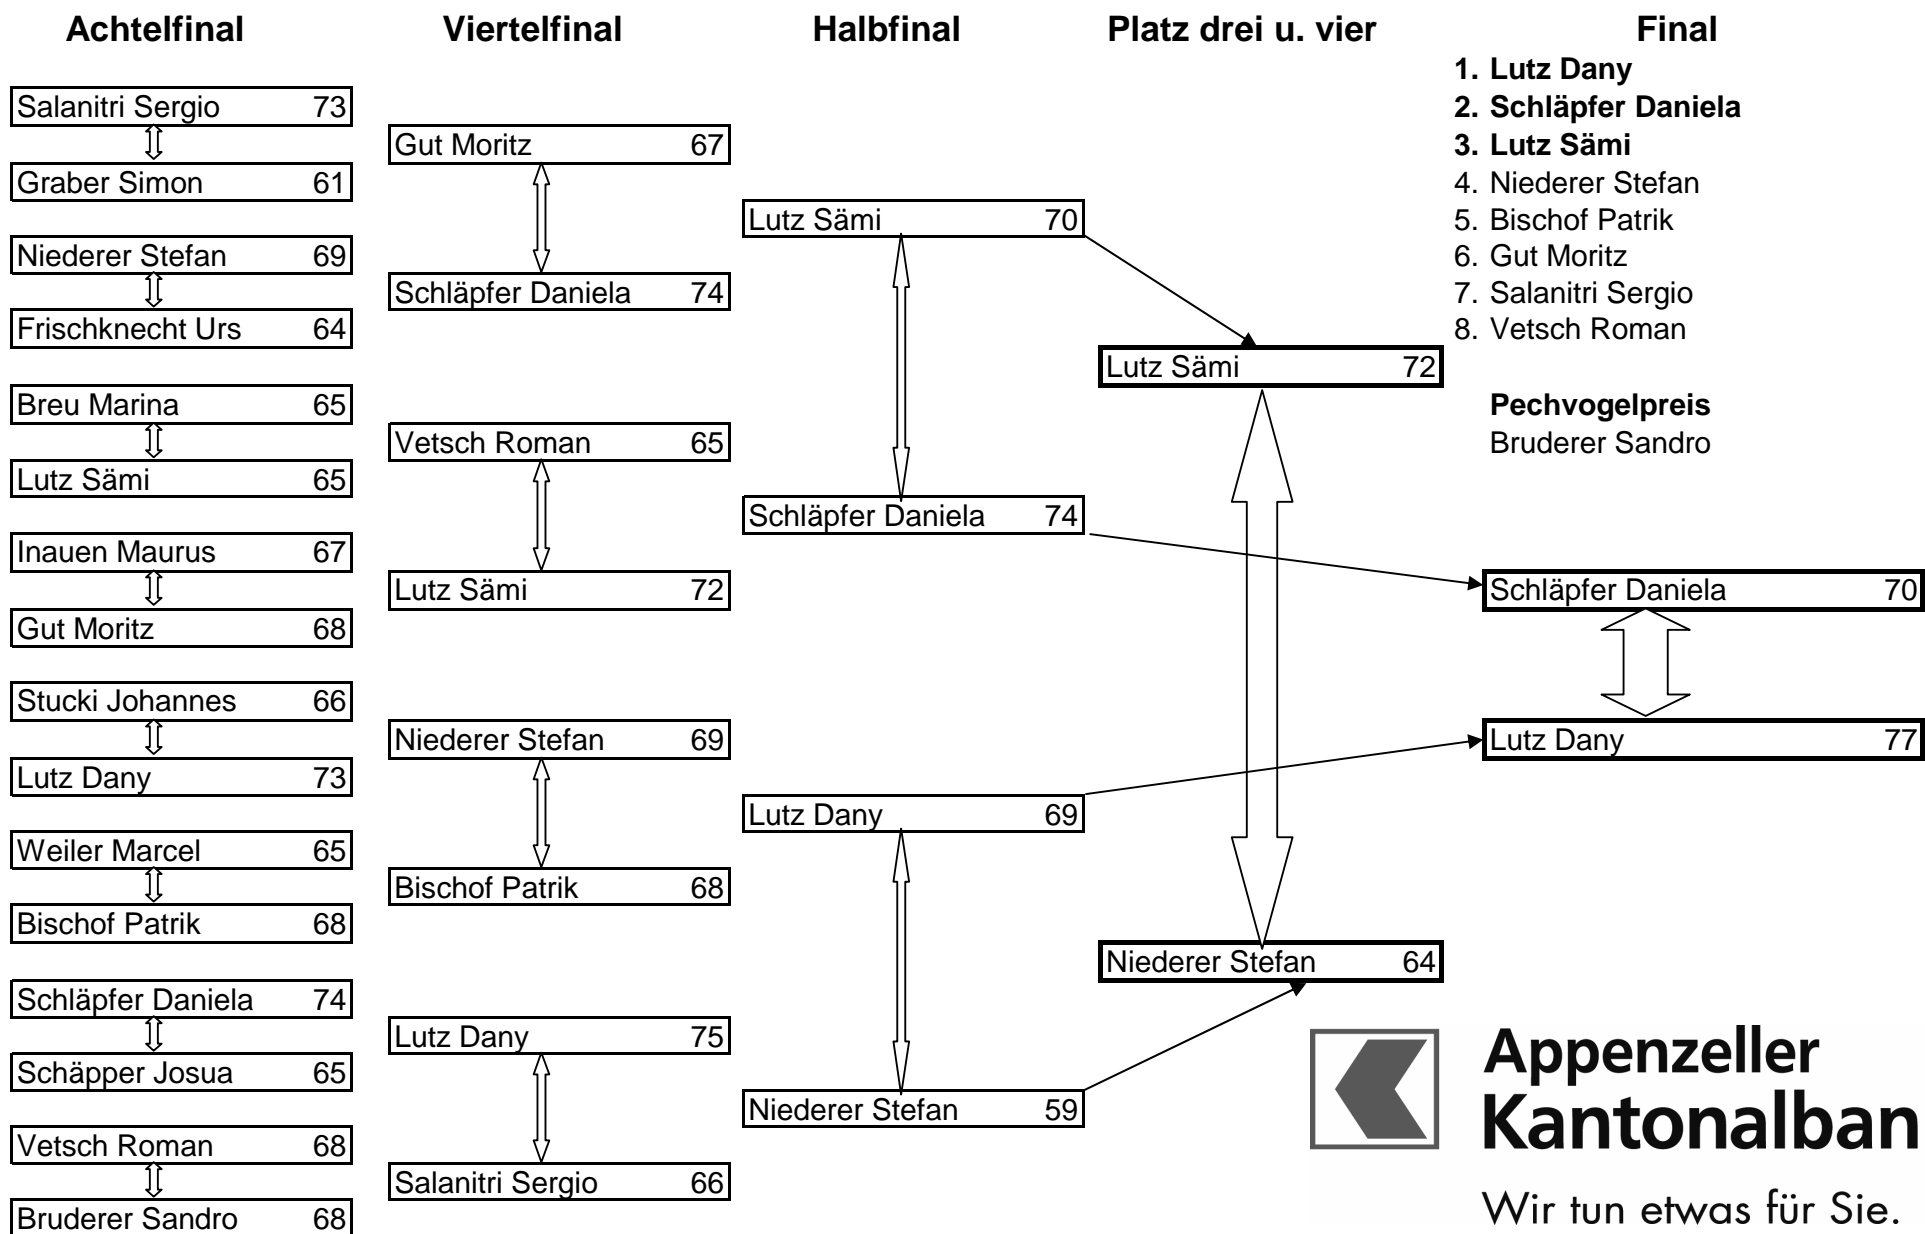 Achtelfinal
Viertelfinal
Halbfinal
Platz drei u. vier
Final
Salanitri Sergio 73
Graber Simon 61
Niederer Stefan 69
Frischknecht Urs 64
Breu Marina 65
Lutz Sämi 65
Inauen Maurus 67
Gut Moritz 68
Stucki Johannes 66
Lutz Dany 73
Weiler Marcel 65
Bischof Patrik 68
Schläpfer Daniela 74
Schäpper Josua 65
Vetsch Roman 68
Bruderer Sandro 68
Gut Moritz 67
Schläpfer Daniela 74
Vetsch Roman 65
Lutz Sämi 72
Niederer Stefan 69
Bischof Patrik 68
Lutz Dany 75
Salanitri Sergio 66
Lutz Sämi 70
Schläpfer Daniela 74
Lutz Dany 69
Niederer Stefan 59
Lutz Sämi 72
Niederer Stefan 64
1. Lutz Dany
2. Schläpfer Daniela
3. Lutz Sämi
4. Niederer Stefan
5. Bischof Patrik
6. Gut Moritz
7. Salanitri Sergio
8. Vetsch Roman
Pechvogelpreis
Bruderer Sandro
Schläpfer Daniela 70
Lutz Dany 77
Appenzeller
Kantonalban
Wir tun etwas für Sie.